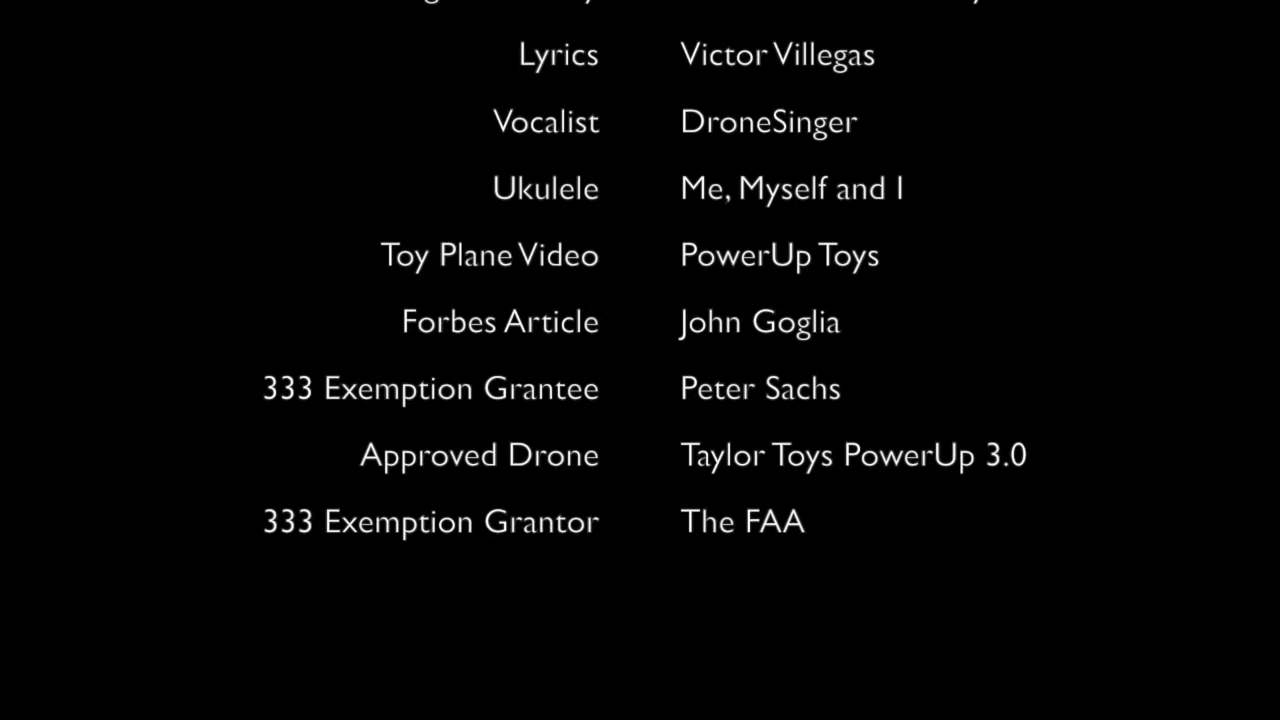 Lyrics Victor Villegas
Vocalist DroneSinger
Ukulele Me, Myself and I
Toy Plane Video PowerUp Toys
Forbes Article John Goglia
333 Exemption Grantee Peter Sachs
Approved Drone Taylor Toys PowerUp 3.0
333 Exemption Grantor The FAA